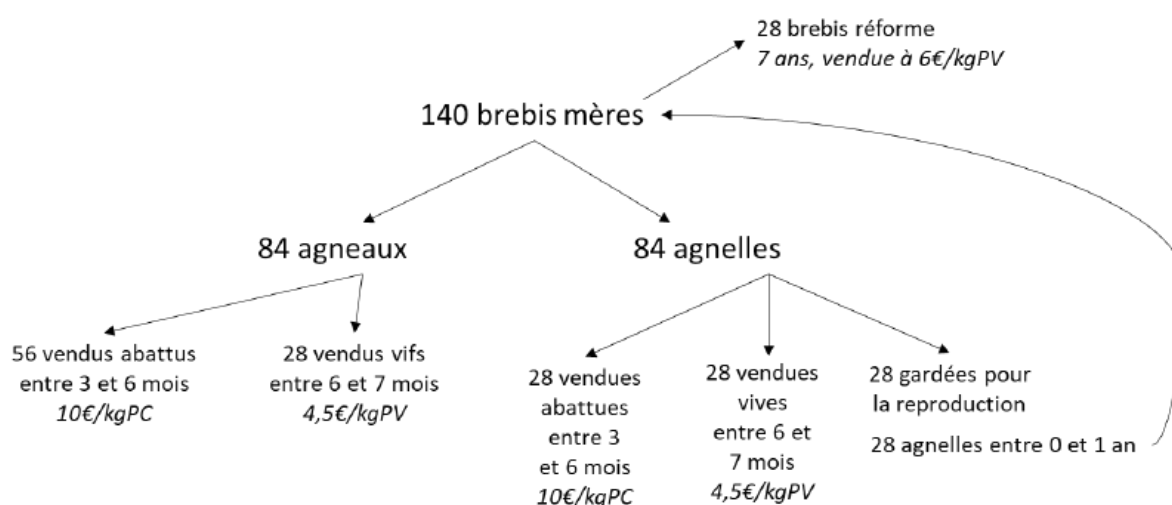 28 brebis réforme
7 ans, vendue à 6€/kgPV
140 brebis mères
84 agneaux
84 agnelles
56 vendus abattus
entre 3 et 6 mois
10€/kgPC
28 vendus vifs
entre 6 et 7 mois
4,5€/kgPV
28 vendues
abattues
entre 3
et 6 mois
10€/kgPC
28 vendues
vives
entre 6 et
7 mois
4,5€/kgPV
28 gardées pour
la reproduction
28 agnelles entre 0 et 1 an